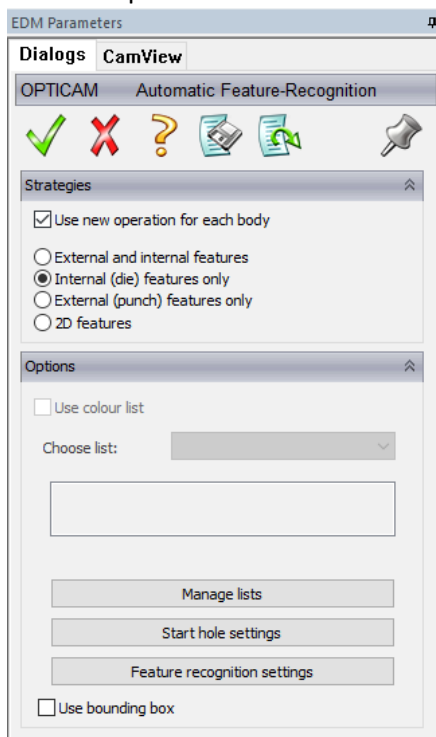 EDM Parameters
Dialogs CamView
OPTICAM Automatic Feature-Recognition
Strategies
Use new operation for each body
External and internal features
Internal (die) features only
External (punch) features only
2D features
Options
Use colour list
Choose list:
Manage lists
Start hole settings
Feature recognition settings
Use bounding box